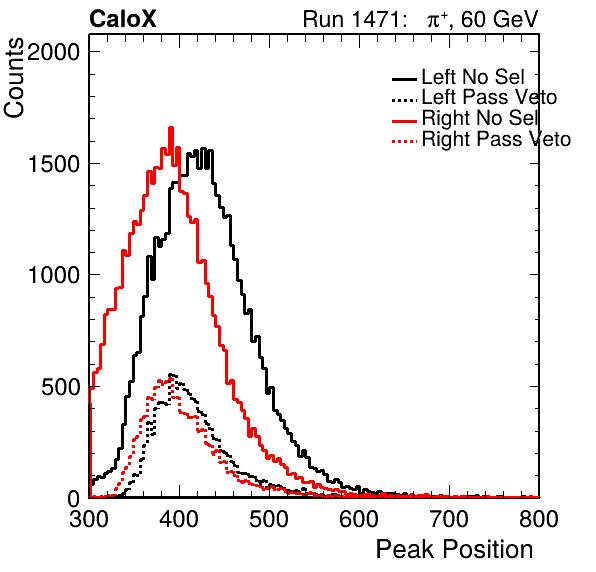 CaloX Run 1471: π⁺, 60 GeV
Counts
2000
1500
1000
500
0
Left No Sel
Left Pass Veto
Right No Sel
Right Pass Veto
300 400 500 600 700 800
Peak Position